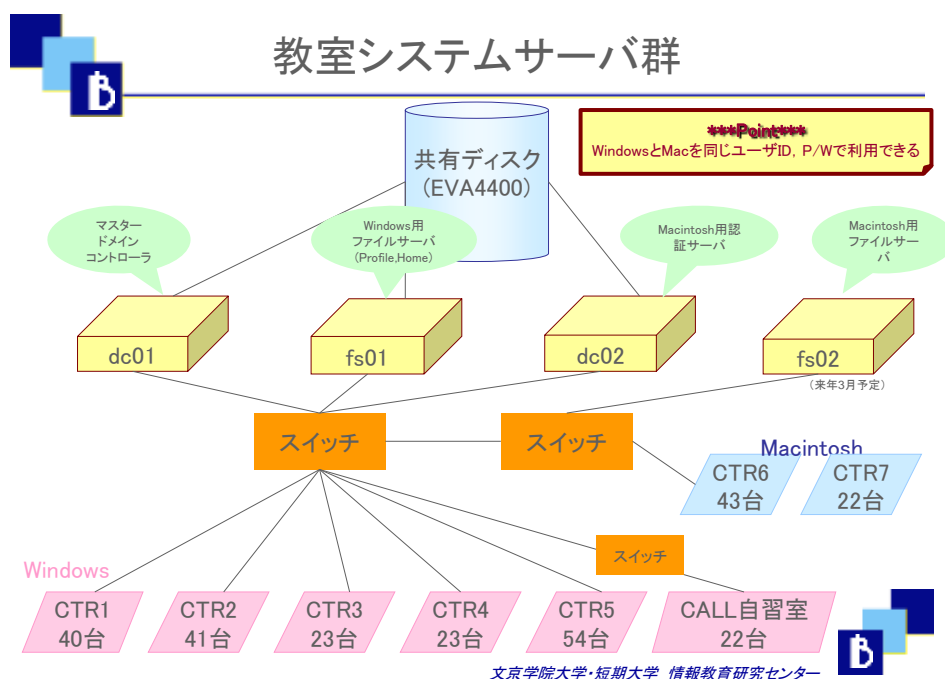 教室システムサーバ群
***Point***
WindowsとMacを同じユーザID, P/Wで利用できる
共有ディスク
(EVA4400)
マスター
ドメイン
コントローラ
Windows用
ファイルサーバ
(Profile,Home)
Macintosh用認
証サーバ
Macintosh用
ファイルサー
バ
dc01
fs01
dc02
fs02
(来年3月予定)
スイッチ
スイッチ
Macintosh
CTR6
43台
CTR7
22台
スイッチ
Windows
CTR1
40台
CTR2
41台
CTR3
23台
CTR4
23台
CTR5
54台
CALL自習室
22台
文京学院大学・短期大学 情報教育研究センター